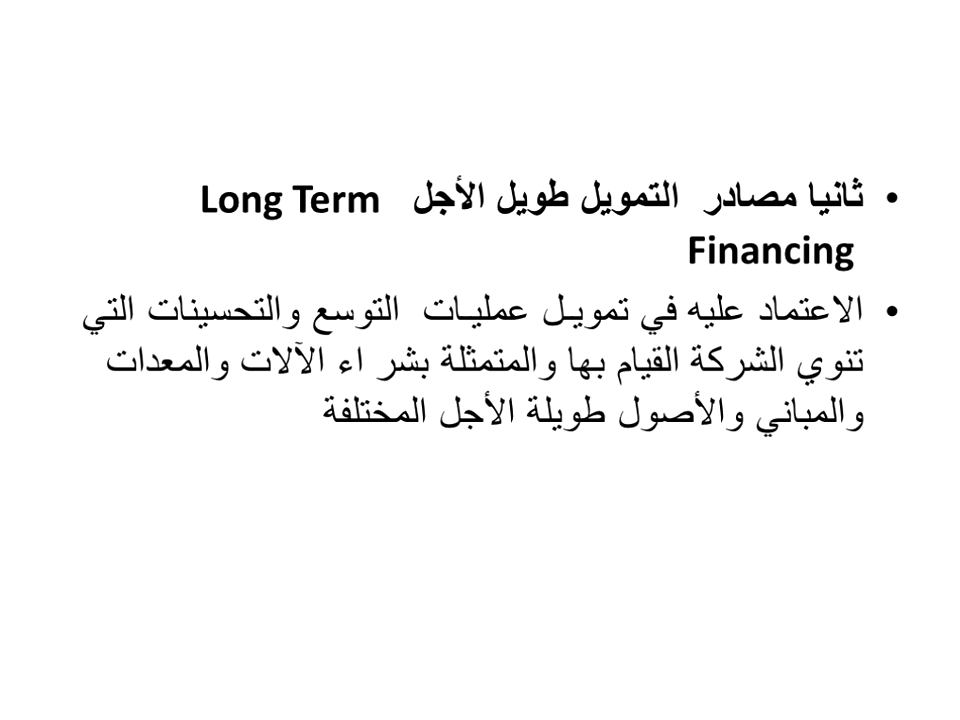 • ثانيا مصادر  التمويل طويل الأجل   Long Term
Financing
• الاعتماد عليه في تمويـل عمليـات  التوسع والتحسينات التي
تنوي الشركة القيام بها والمتمثلة بشر اء الآلات والمعدات
والمباني والأصول طويلة الأجل المختلفة